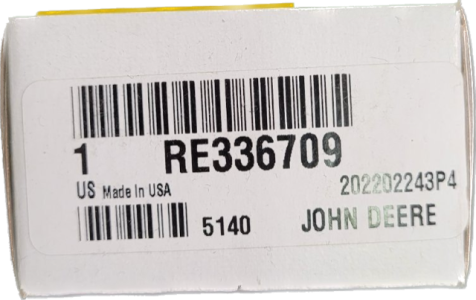 1 RE336709
US Made In USA 202202243P4
5140 JOHN DEERE